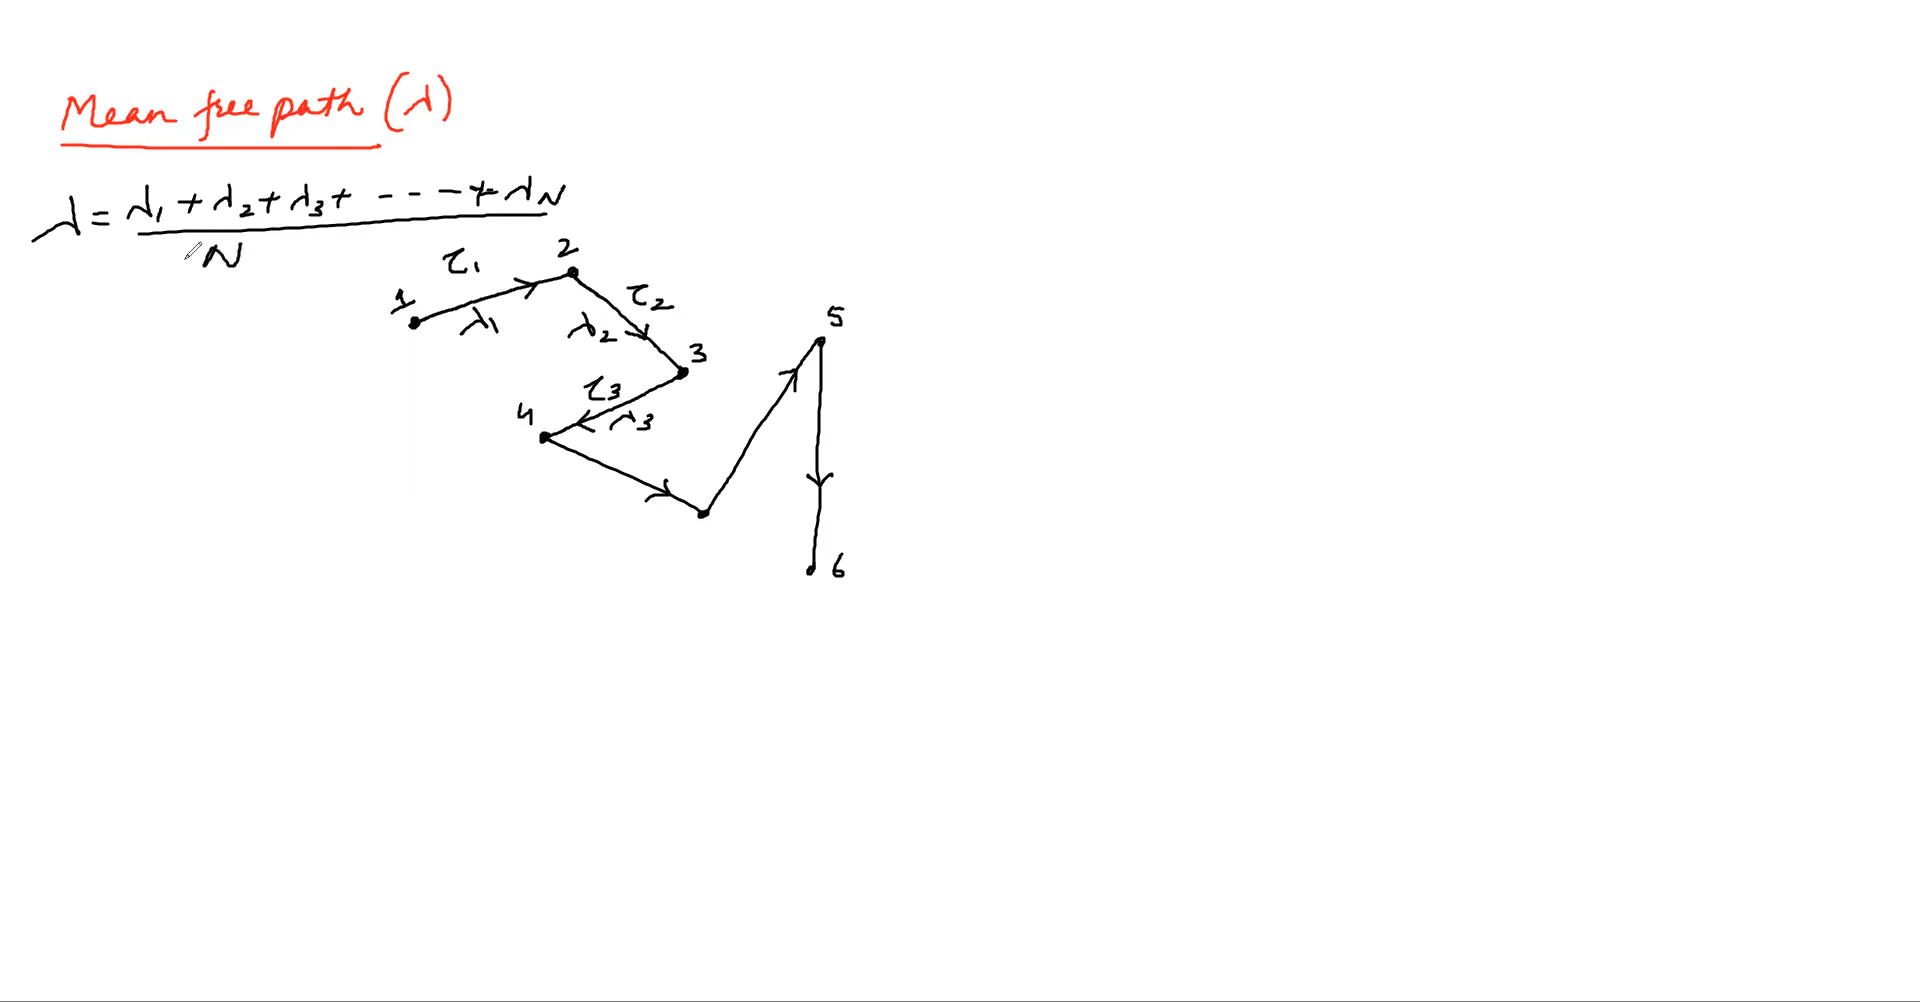 Mean free path (λ)
λ = λ₁ + λ₂ + λ₃ + - - - + λ_N
N
τ₁
2
1
λ₁
τ₂
λ₂
3
5
τ₃
4
λ₃
6